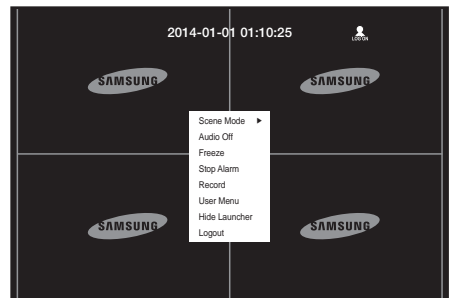 2014-01-01 01:10:25
LOG ON
SAMSUNG
SAMSUNG
Scene Mode
Audio Off
Freeze
Stop Alarm
Record
User Menu
Hide Launcher
Logout
SAMSUNG
SAMSUNG